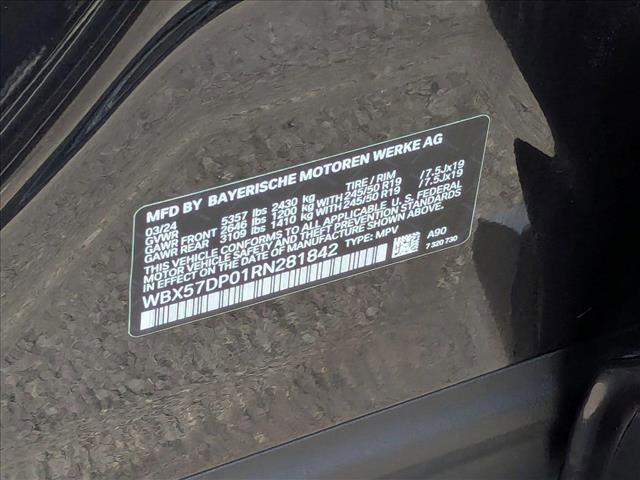 MFD BY BAYERISCHE MOTOREN WERKE AG
03/24 TIRE / RIM
GVWR 5357 lbs 2430 kg
GAWR FRONT 2646 lbs 1200 kg WITH 245/50 R19 / 7.5Jx19
GAWR REAR 3109 lbs 1410 kg WITH 245/50 R19 / 7.5Jx19
THIS VEHICLE CONFORMS TO ALL APPLICABLE U. S. FEDERAL
MOTOR VEHICLE SAFETY AND THEFT PREVENTION STANDARDS
IN EFFECT ON THE DATE OF MANUFACTURE SHOWN ABOVE.
WBX57DP01RN281842 TYPE: MPV A90
7 320 730